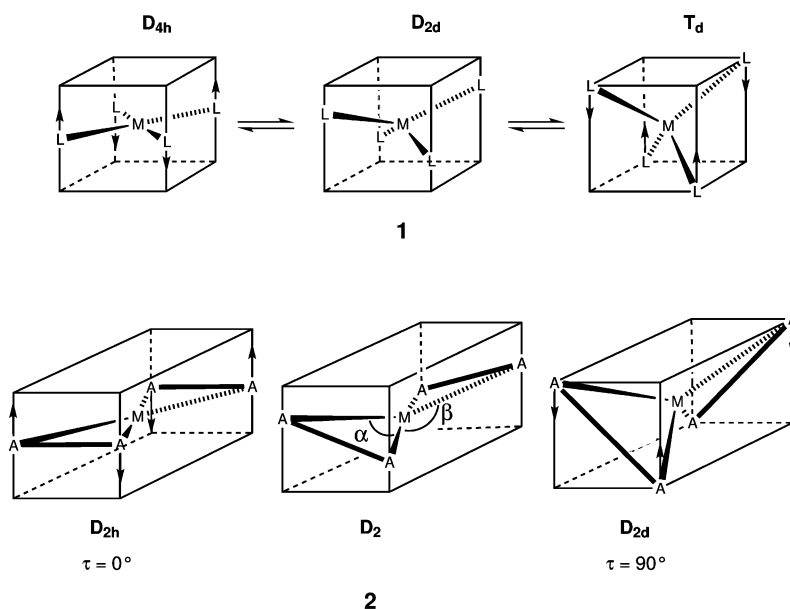 D4h D2d Td
L L M L L
L M L L L
L L M L L
1
A A M A A
A A M A A α β
A A M A A
D2h D2 D2d
τ = 0° τ = 90°
2